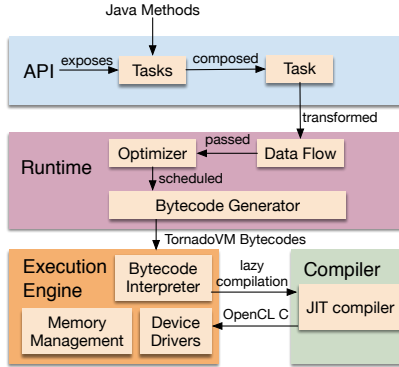 Java Methods
API
exposes
Tasks
composed
Task
transformed
Runtime
Optimizer
passed
Data Flow
scheduled
Bytecode Generator
TornadoVM Bytecodes
Execution
Engine
Bytecode
Interpreter
lazy
compilation
Compiler
JIT compiler
OpenCL C
Memory
Management
Device
Drivers